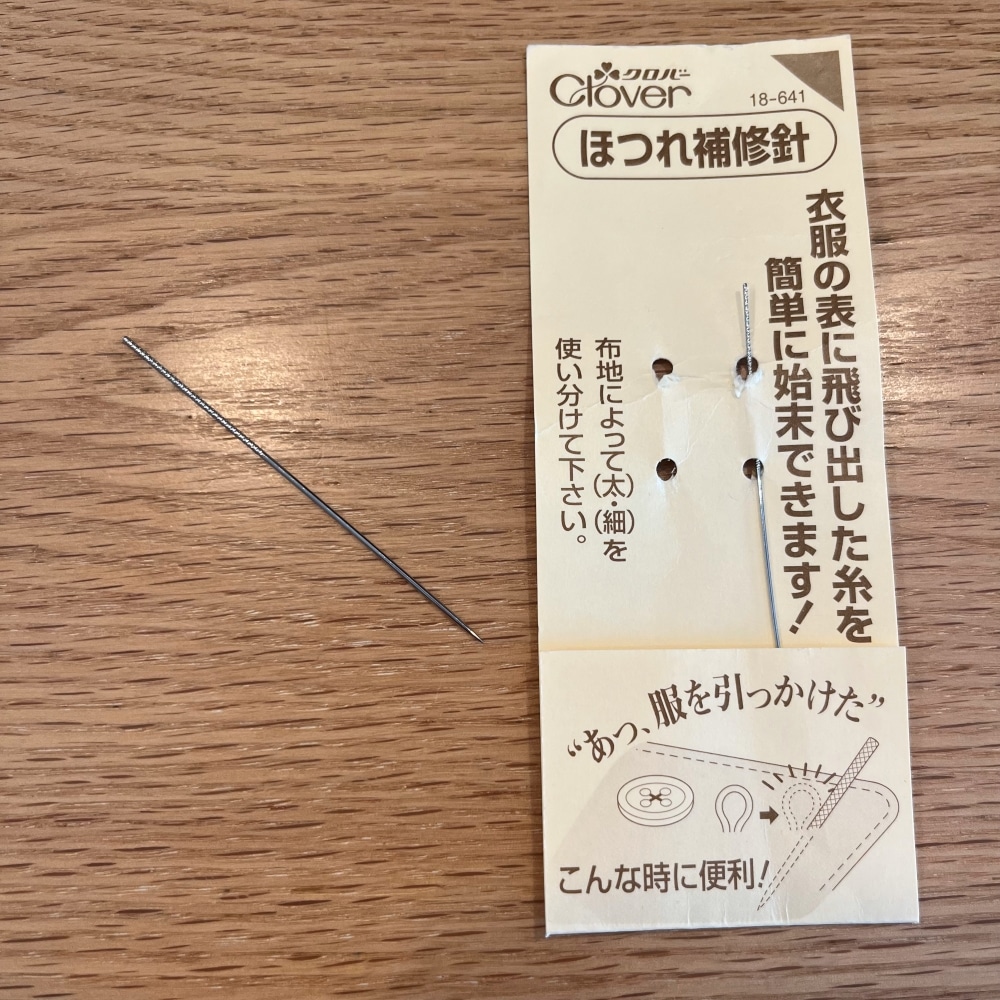 クロバー
Clover
18-641
ほつれ補修針
衣服の表に飛び出した糸を
簡単に始末できます!
布地によって(太)・(細)を
使い分けて下さい。
“あっ、服を引っかけた”
こんな時に便利!